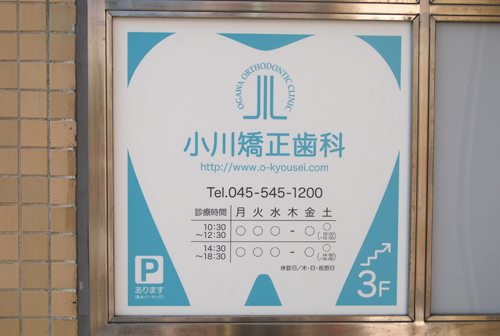 OGAWA ORTHODONTIC CLINIC
小川矯正歯科
http://www.o-kyousei.com
Tel.045-545-1200
診療時間 月 火 水 木 金 土
10:30~12:30 ○ ○ ○ - ○ ○
14:30~18:30 ○ ○ ○ - ○ ○
休診日/木・日・祝祭日
P
あります
3F